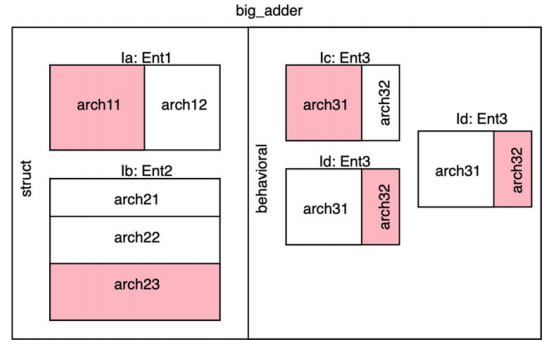 big_adder
struct
Ia: Ent1
arch11
arch12
Ib: Ent2
arch21
arch22
arch23
behavioral
Ic: Ent3
arch31
arch32
Id: Ent3
arch31
arch32
Id: Ent3
arch31
arch32